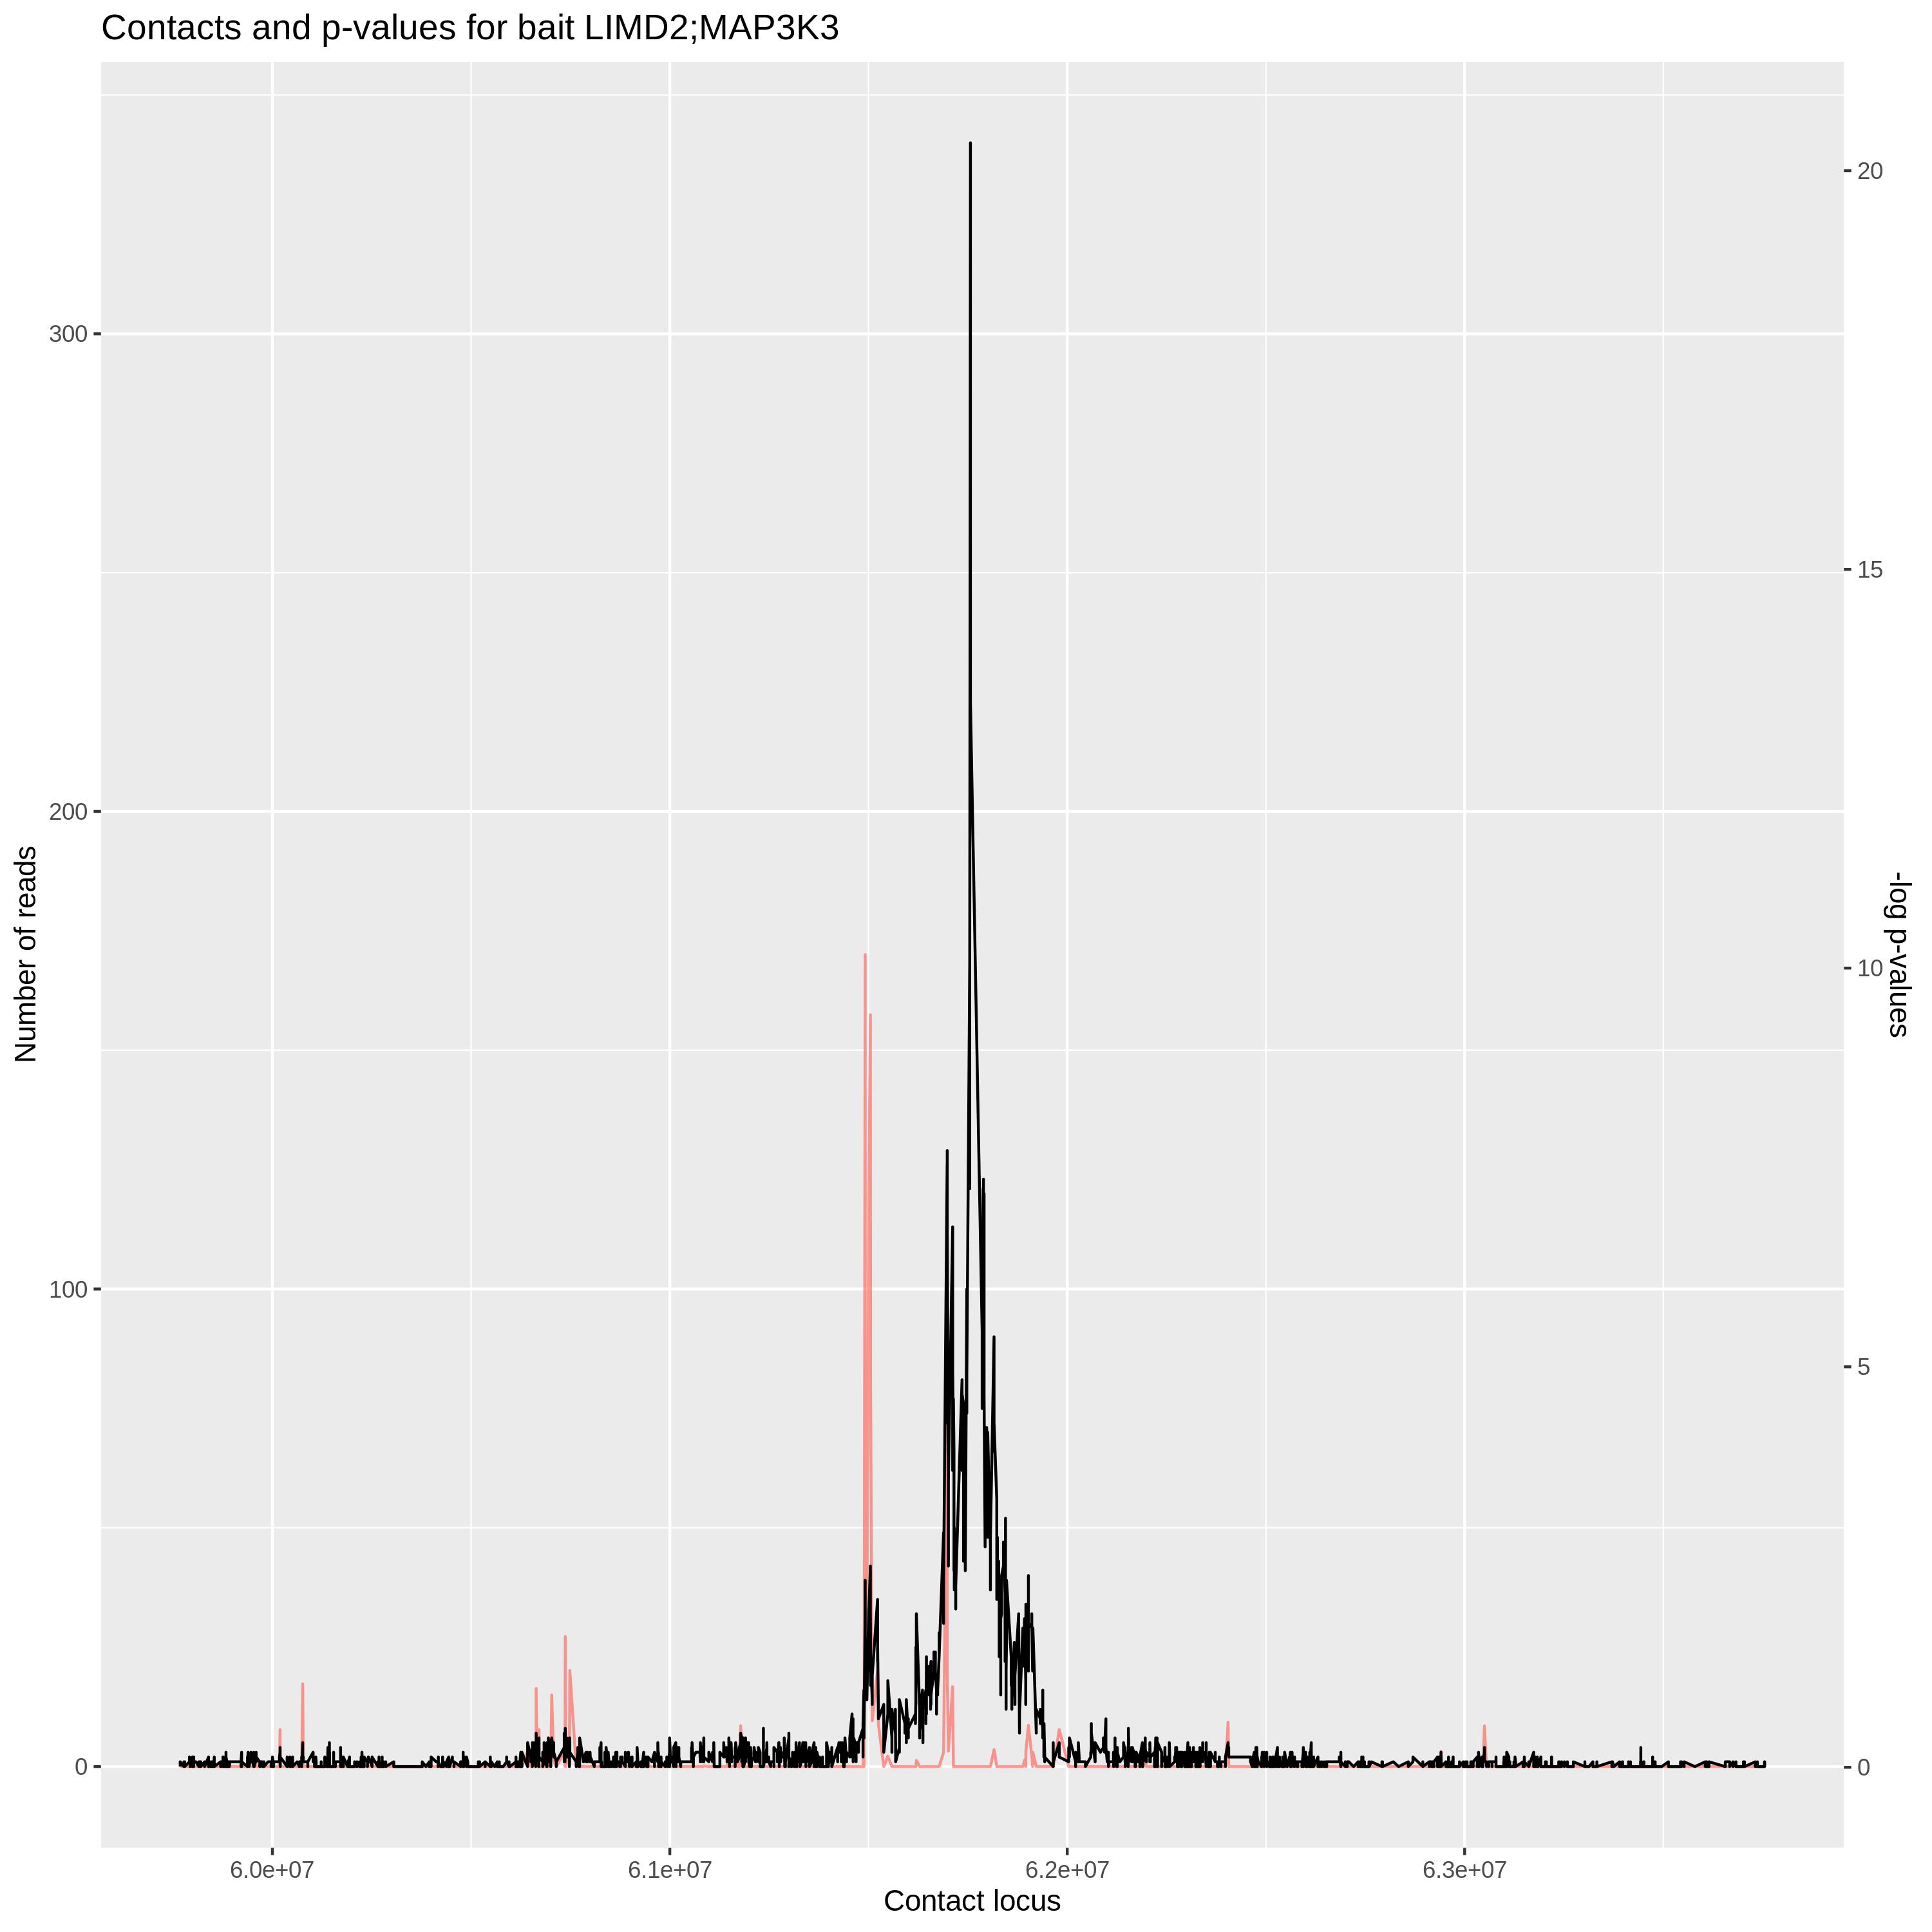 Contacts and p-values for bait LIMD2;MAP3K3
Number of reads
300
200
100
0
20
15
10
5
0
-log p-values
6.0e+07
6.1e+07
6.2e+07
6.3e+07
Contact locus